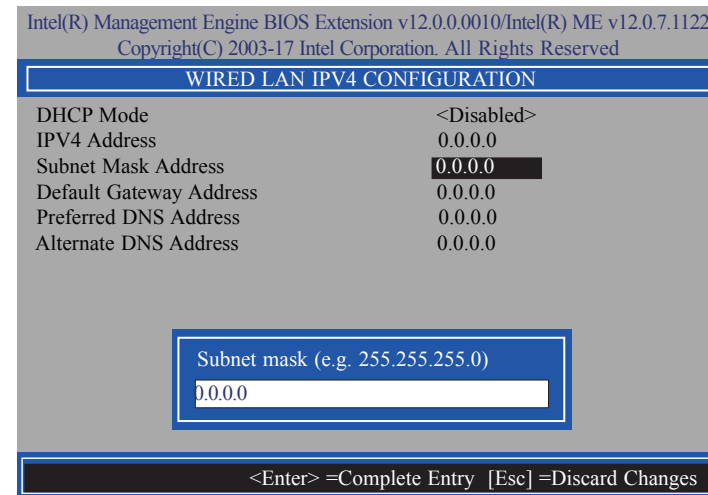 Intel(R) Management Engine BIOS Extension v12.0.0.0010/Intel(R) ME v12.0.7.1122
Copyright(C) 2003-17 Intel Corporation. All Rights Reserved
WIRED LAN IPV4 CONFIGURATION
DHCP Mode <Disabled>
IPV4 Address 0.0.0.0
Subnet Mask Address 0.0.0.0
Default Gateway Address 0.0.0.0
Preferred DNS Address 0.0.0.0
Alternate DNS Address 0.0.0.0
Subnet mask (e.g. 255.255.255.0)
0.0.0.0
<Enter> =Complete Entry [Esc] =Discard Changes